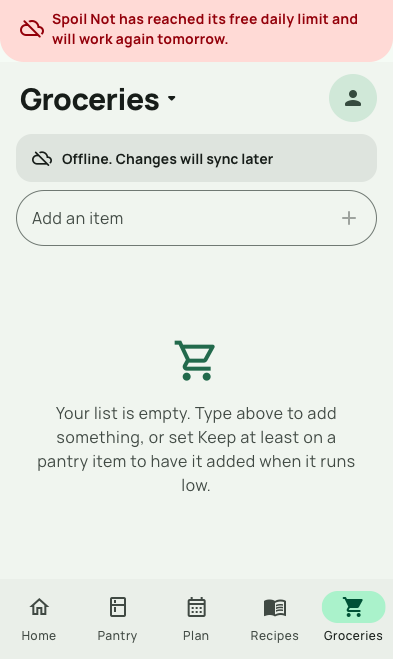 Spoil Not has reached its free daily limit and
will work again tomorrow.
Groceries
Offline. Changes will sync later
Add an item
Your list is empty. Type above to add
something, or set Keep at least on a
pantry item to have it added when it runs
low.
Home
Pantry
Plan
Recipes
Groceries